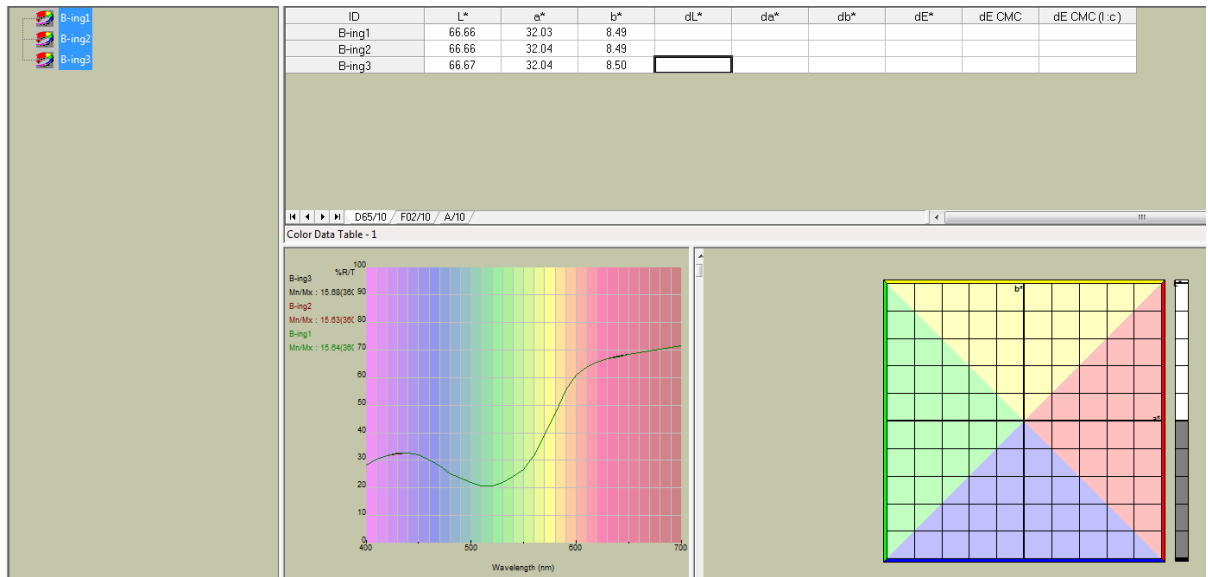 B-ing1
B-ing2
B-ing3
ID L* a* b* dL* da* db* dE* dE CMC dE CMC (l:c)
B-ing1 66.66 32.03 8.49
B-ing2 66.66 32.04 8.49
B-ing3 66.67 32.04 8.50
D65/10 F02/10 A/10
Color Data Table - 1
%R/T
B-ing3
Mn/Mx : 15.68(360
B-ing2
Mn/Mx : 15.63(360
B-ing1
Mn/Mx : 15.64(360
100
90
80
70
60
50
40
30
20
10
0
400 500 600 700
Wavelength (nm)
b*
a*